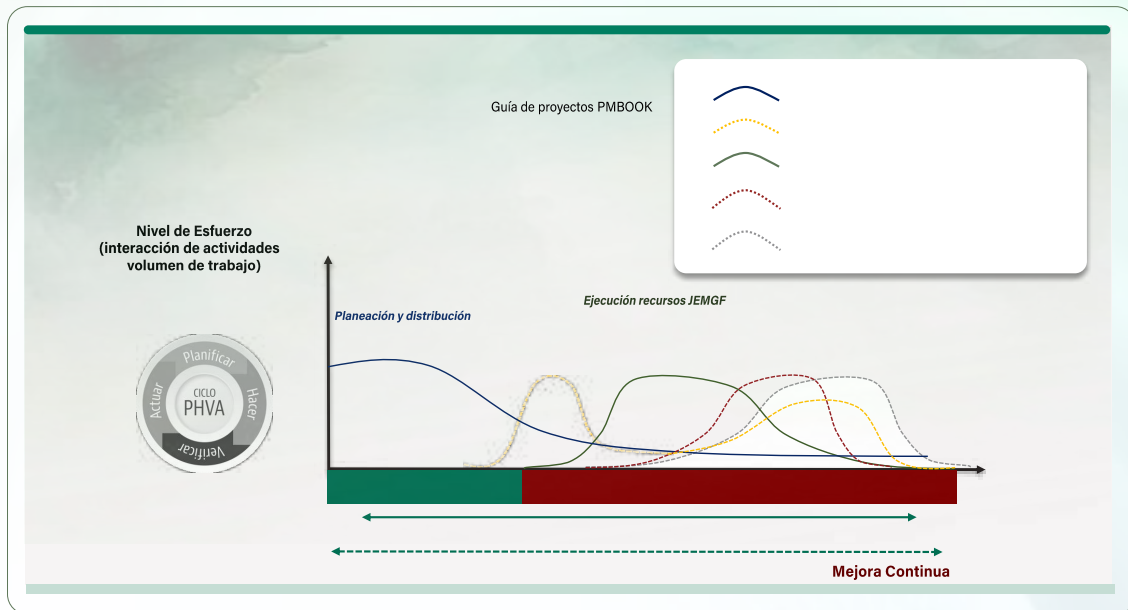 Guía de proyectos PMBOOK
Nivel de Esfuerzo
(interacción de actividades
volumen de trabajo)
Ejecución recursos JEMGF
Planeación y distribución
Planificar
Hacer
Verificar
Actuar
CICLO
PHVA
Mejora Continua